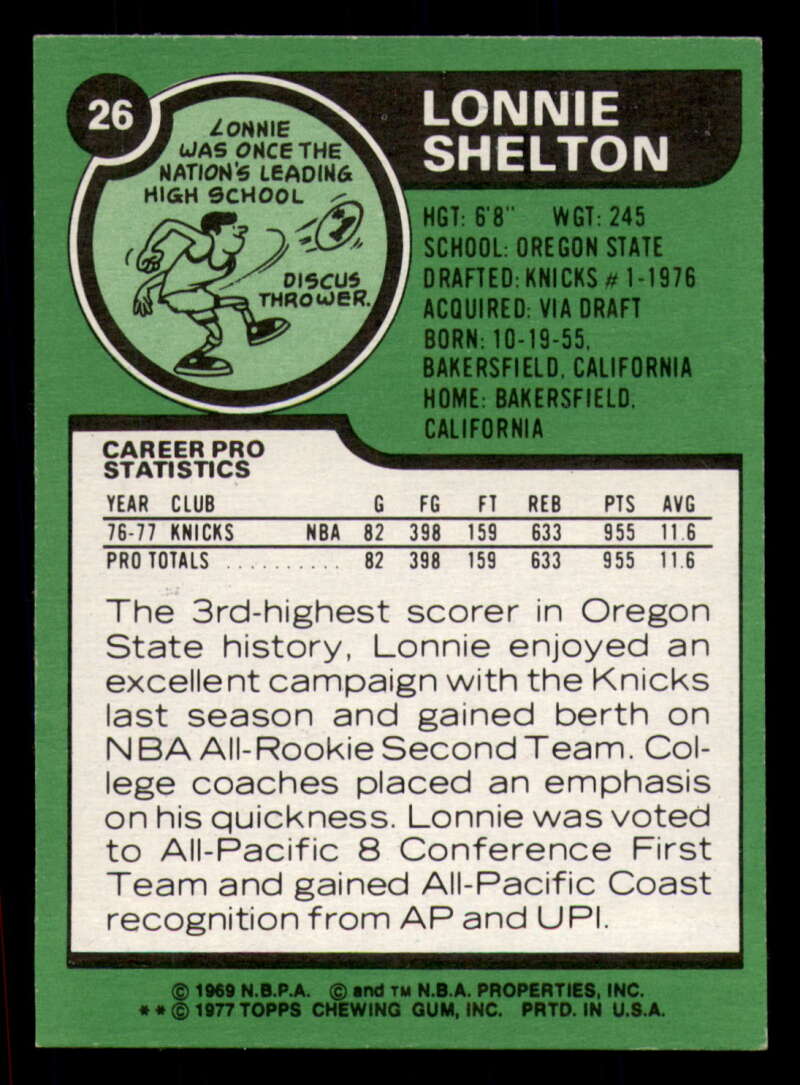 26
LONNIE
WAS ONCE THE
NATION'S LEADING
HIGH SCHOOL
DISCUS
THROWER.
LONNIE
SHELTON
HGT: 6'8" WGT: 245
SCHOOL: OREGON STATE
DRAFTED: KNICKS # 1-1976
ACQUIRED: VIA DRAFT
BORN: 10-19-55,
BAKERSFIELD, CALIFORNIA
HOME: BAKERSFIELD,
CALIFORNIA
CAREER PRO
STATISTICS
YEAR CLUB G FG FT REB PTS AVG
76-77 KNICKS NBA 82 398 159 633 955 11.6
PRO TOTALS .......... 82 398 159 633 955 11.6
The 3rd-highest scorer in Oregon
State history, Lonnie enjoyed an
excellent campaign with the Knicks
last season and gained berth on
NBA All-Rookie Second Team. Col-
lege coaches placed an emphasis
on his quickness. Lonnie was voted
to All-Pacific 8 Conference First
Team and gained All-Pacific Coast
recognition from AP and UPI.
© 1969 N.B.P.A. © and TM N.B.A. PROPERTIES, INC.
* * © 1977 TOPPS CHEWING GUM, INC. PRTD. IN U.S.A.